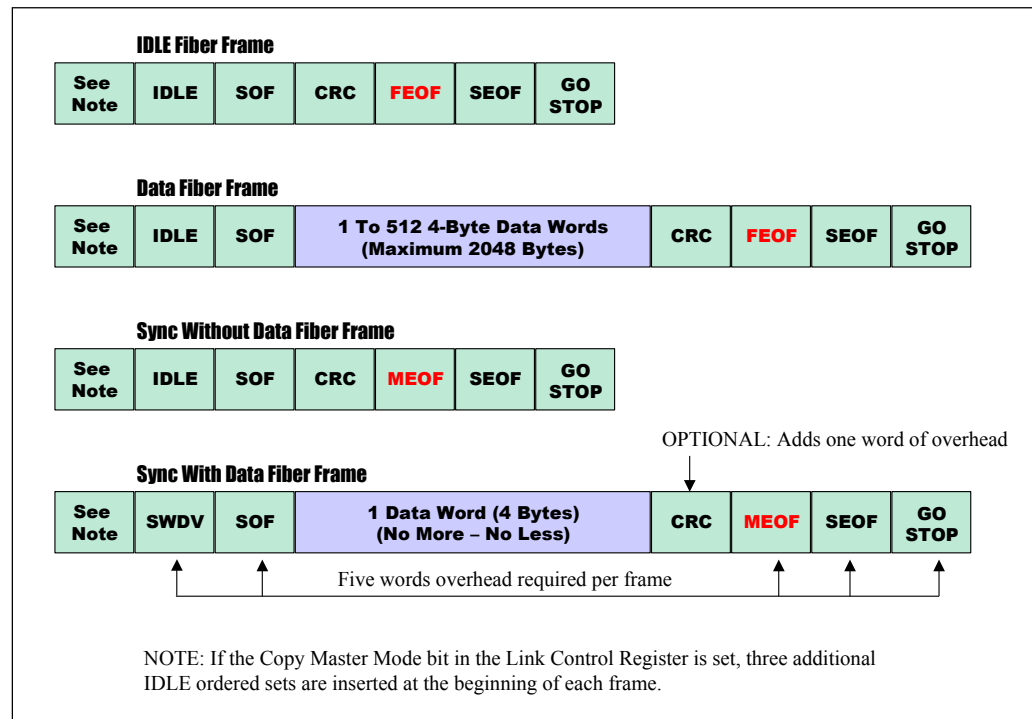 IDLE Fiber Frame
See Note
IDLE
SOF
CRC
FEOF
SEOF
GO STOP
Data Fiber Frame
See Note
IDLE
SOF
1 To 512 4-Byte Data Words
(Maximum 2048 Bytes)
CRC
FEOF
SEOF
GO STOP
Sync Without Data Fiber Frame
See Note
IDLE
SOF
CRC
MEOF
SEOF
GO STOP
OPTIONAL: Adds one word of overhead
Sync With Data Fiber Frame
See Note
SWDV
SOF
1 Data Word (4 Bytes)
(No More – No Less)
CRC
MEOF
SEOF
GO STOP
Five words overhead required per frame
NOTE: If the Copy Master Mode bit in the Link Control Register is set, three additional
IDLE ordered sets are inserted at the beginning of each frame.